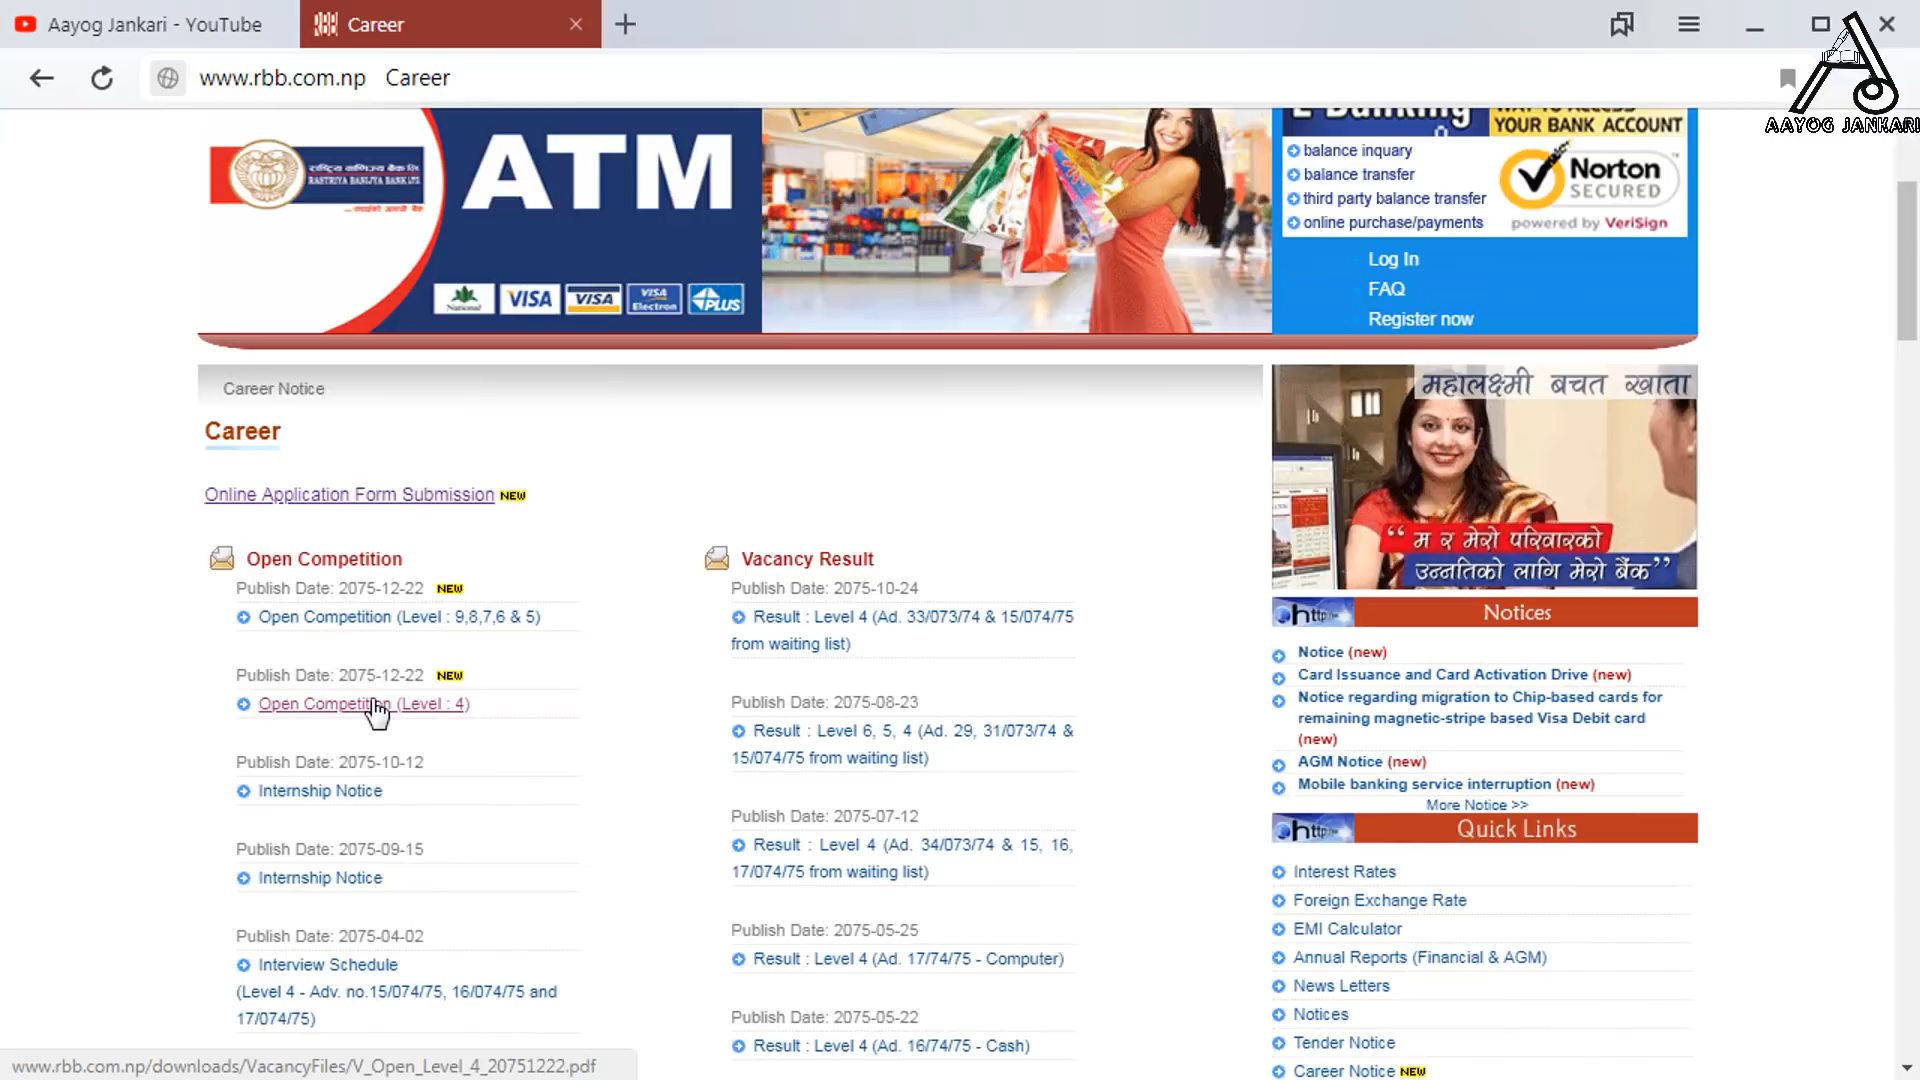 Aayog Jankari - YouTube
Career
www.rbb.com.np Career
AAYOG JANKARI
राष्ट्रिय वाणिज्य बैंक लि.
RASTRIYA BANIJYA BANK LTD.
ATM
National
VISA
VISA
VISA Electron
PLUS
E-Banking
YOUR BANK ACCOUNT
balance inquary
balance transfer
third party balance transfer
online purchase/payments
Norton
SECURED
powered by VeriSign
Log In
FAQ
Register now
Career Notice
Career
Online Application Form Submission NEW
Open Competition
Publish Date: 2075-12-22 NEW
Open Competition (Level : 9,8,7,6 & 5)
Publish Date: 2075-12-22 NEW
Open Competition (Level : 4)
Publish Date: 2075-10-12
Internship Notice
Publish Date: 2075-09-15
Internship Notice
Publish Date: 2075-04-02
Interview Schedule
(Level 4 - Adv. no.15/074/75, 16/074/75 and
17/074/75)
Vacancy Result
Publish Date: 2075-10-24
Result : Level 4 (Ad. 33/073/74 & 15/074/75
from waiting list)
Publish Date: 2075-08-23
Result : Level 6, 5, 4 (Ad. 29, 31/073/74 &
15/074/75 from waiting list)
Publish Date: 2075-07-12
Result : Level 4 (Ad. 34/073/74 & 15, 16,
17/074/75 from waiting list)
Publish Date: 2075-05-25
Result : Level 4 (Ad. 17/74/75 - Computer)
Publish Date: 2075-05-22
Result : Level 4 (Ad. 16/74/75 - Cash)
महालक्ष्मी बचत खाता
“म र मेरो परिवारको
उन्नतिको लागि मेरो बैंक”
http
Notices
Notice (new)
Card Issuance and Card Activation Drive (new)
Notice regarding migration to Chip-based cards for
remaining magnetic-stripe based Visa Debit card
(new)
AGM Notice (new)
Mobile banking service interruption (new)
More Notice >>
http
Quick Links
Interest Rates
Foreign Exchange Rate
EMI Calculator
Annual Reports (Financial & AGM)
News Letters
Notices
Tender Notice
Career Notice NEW
www.rbb.com.np/downloads/VacancyFiles/V_Open_Level_4_20751222.pdf